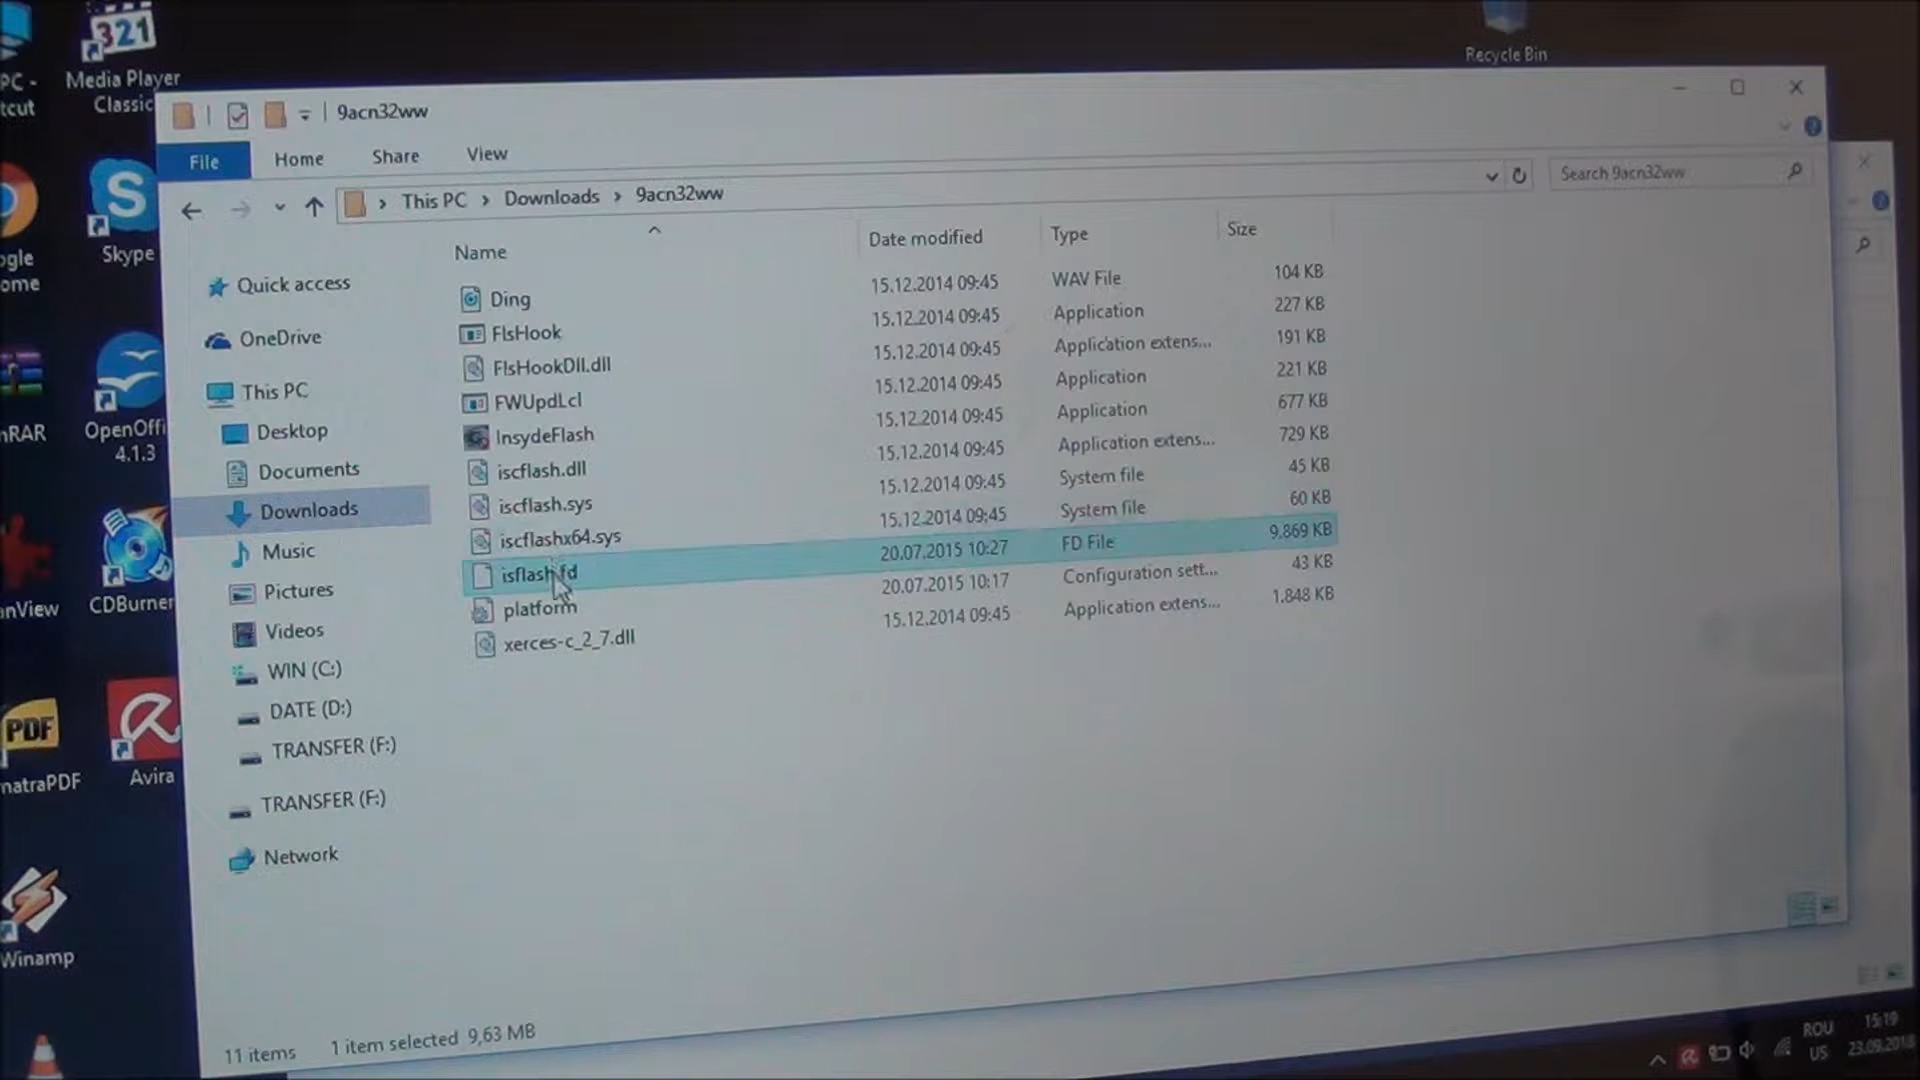 321
Recycle Bin
PC -
tcut
Media Player
Classic
9acn32ww
File
Home
Share
View
This PC
Downloads
9acn32ww
Search 9acn32ww
Name
Date modified
Type
Size
Quick access
OneDrive
This PC
Desktop
Documents
Downloads
Music
Pictures
Videos
WIN (C:)
DATE (D:)
TRANSFER (F:)
TRANSFER (F:)
Network
Ding 15.12.2014 09:45 WAV File 104 KB
FlsHook 15.12.2014 09:45 Application 227 KB
FlsHookDll.dll 15.12.2014 09:45 Application extens... 191 KB
FWUpdLcl 15.12.2014 09:45 Application 221 KB
InsydeFlash 15.12.2014 09:45 Application 677 KB
iscflash.dll 15.12.2014 09:45 Application extens... 729 KB
iscflash.sys 15.12.2014 09:45 System file 45 KB
iscflashx64.sys 15.12.2014 09:45 System file 60 KB
isflash.fd 20.07.2015 10:27 FD File 9.869 KB
platform 20.07.2015 10:17 Configuration sett... 43 KB
xerces-c_2_7.dll 15.12.2014 09:45 Application extens... 1.848 KB
S
Skype
ogle
ome
nRAR
OpenOffi
4.1.3
anView
CDBurner
PDF
matraPDF
Avira
Winamp
11 items
1 item selected 9,63 MB
ROU
US
15:19
23.09.2018